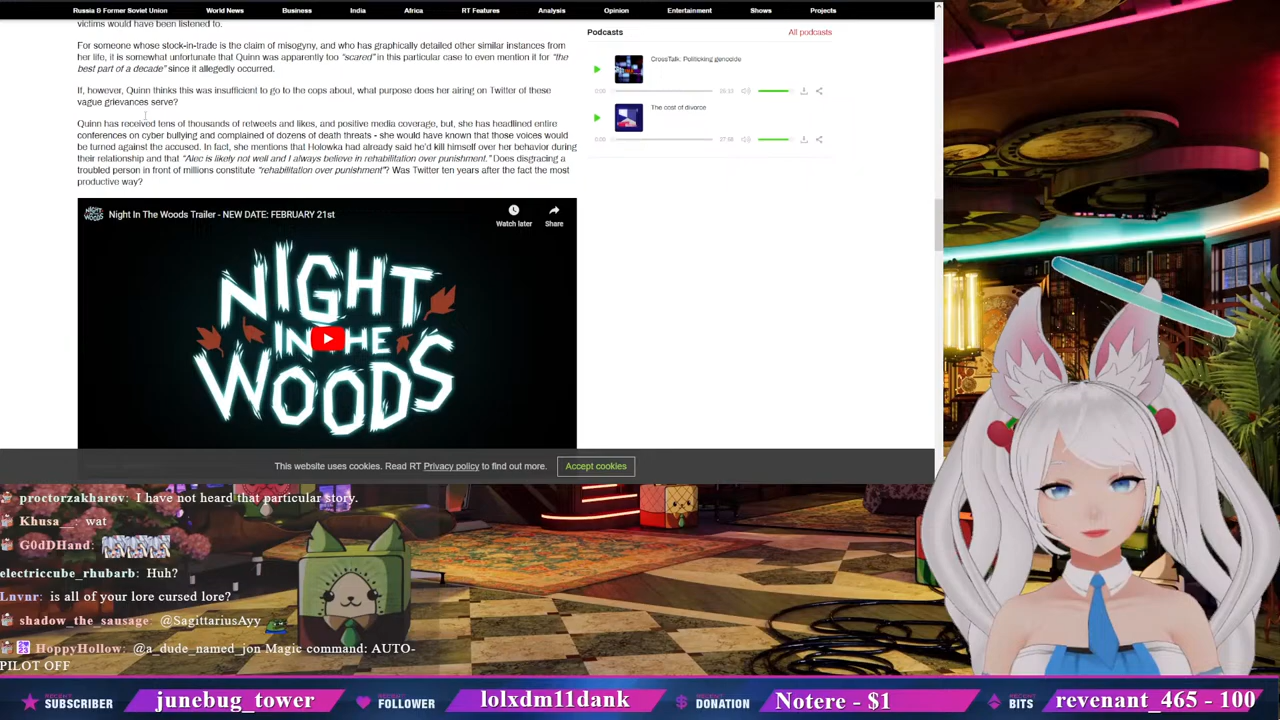 Russia & Former Soviet Union World News Business India Africa RT Features Analysis Opinion Entertainment Shows Projects
victims would have been listened to.
For someone whose stock-in-trade is the claim of misogyny, and who has graphically detailed other similar instances from
her life, it is somewhat unfortunate that Quinn was apparently too "scared" in this particular case to even mention it for "the
best part of a decade" since it allegedly occurred.
If, however, Quinn thinks this was insufficient to go to the cops about, what purpose does her airing on Twitter of these
vague grievances serve?
Quinn has received tens of thousands of retweets and likes, and positive media coverage, but, she has headlined entire
conferences on cyber bullying and complained of dozens of death threats - she would have known that those voices would
be turned against the accused. In fact, she mentions that Holowka had already said he'd kill himself over her behavior during
their relationship and that "Alec is likely not well and I always believe in rehabilitation over punishment." Does disgracing a
troubled person in front of millions constitute "rehabilitation over punishment"? Was Twitter ten years after the fact the most
productive way?
Podcasts
All podcasts
CrossTalk: Politicking genocide
0:00 25:13
The cost of divorce
0:00 27:58
Night In The Woods Trailer - NEW DATE: FEBRUARY 21st
Watch later
Share
NIGHT
IN THE
WOODS
This website uses cookies. Read RT Privacy policy to find out more.
Accept cookies
proctorzakharov: I have not heard that particular story.
Khusa__: wat
G0dDHand:
electriccube_rhubarb: Huh?
Lnvnr: is all of your lore cursed lore?
shadow_the_sausage: @SagittariusAyy
HoppyHollow: @a_dude_named_jon Magic command: AUTO-
PILOT OFF
RECENT
SUBSCRIBER
junebug_tower
RECENT
FOLLOWER
lolxdm11dank
RECENT
DONATION
Notere - $1
RECENT
BITS
revenant_465 - 100